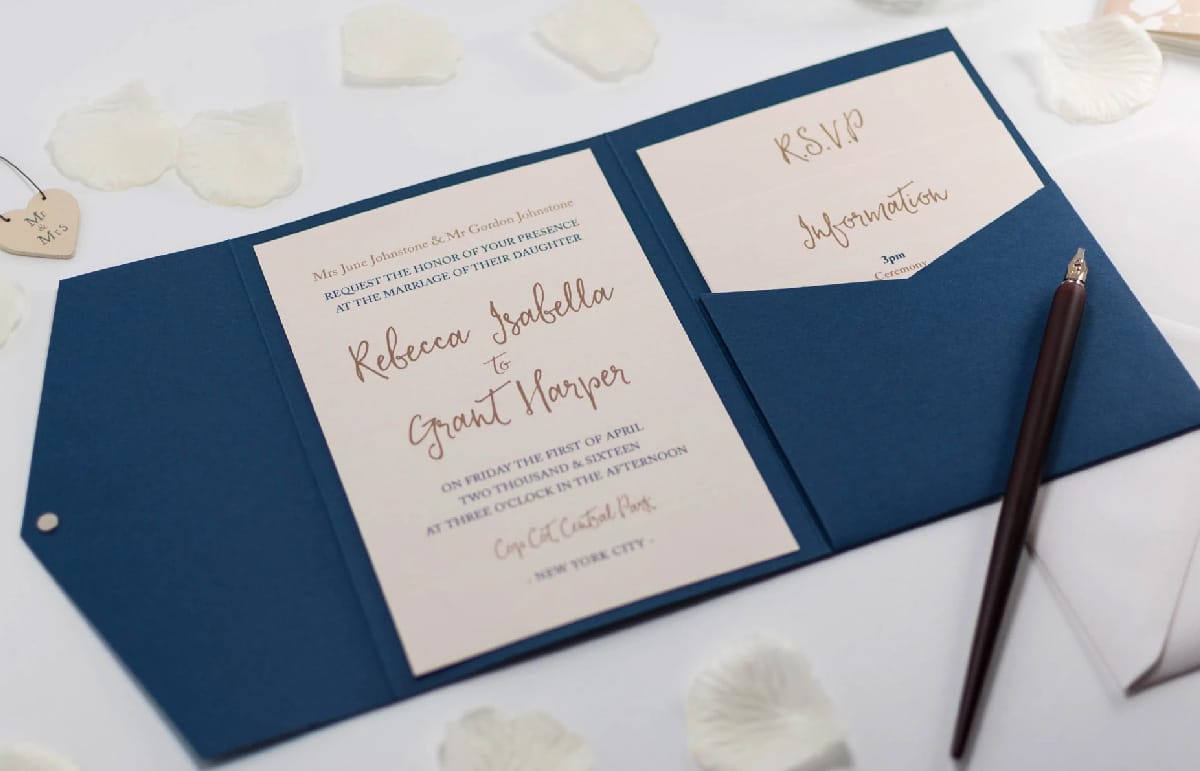 Mr
&
Mrs
Mrs June Johnstone & Mr Gordon Johnstone
REQUEST THE HONOR OF YOUR PRESENCE
AT THE MARRIAGE OF THEIR DAUGHTER
Rebecca Isabella
to
Grant Harper
ON FRIDAY THE FIRST OF APRIL
TWO THOUSAND & SIXTEEN
AT THREE O'CLOCK IN THE AFTERNOON
Cop Cot, Central Park,
- NEW YORK CITY -
R.S.V.P
Information
3pm
Ceremony